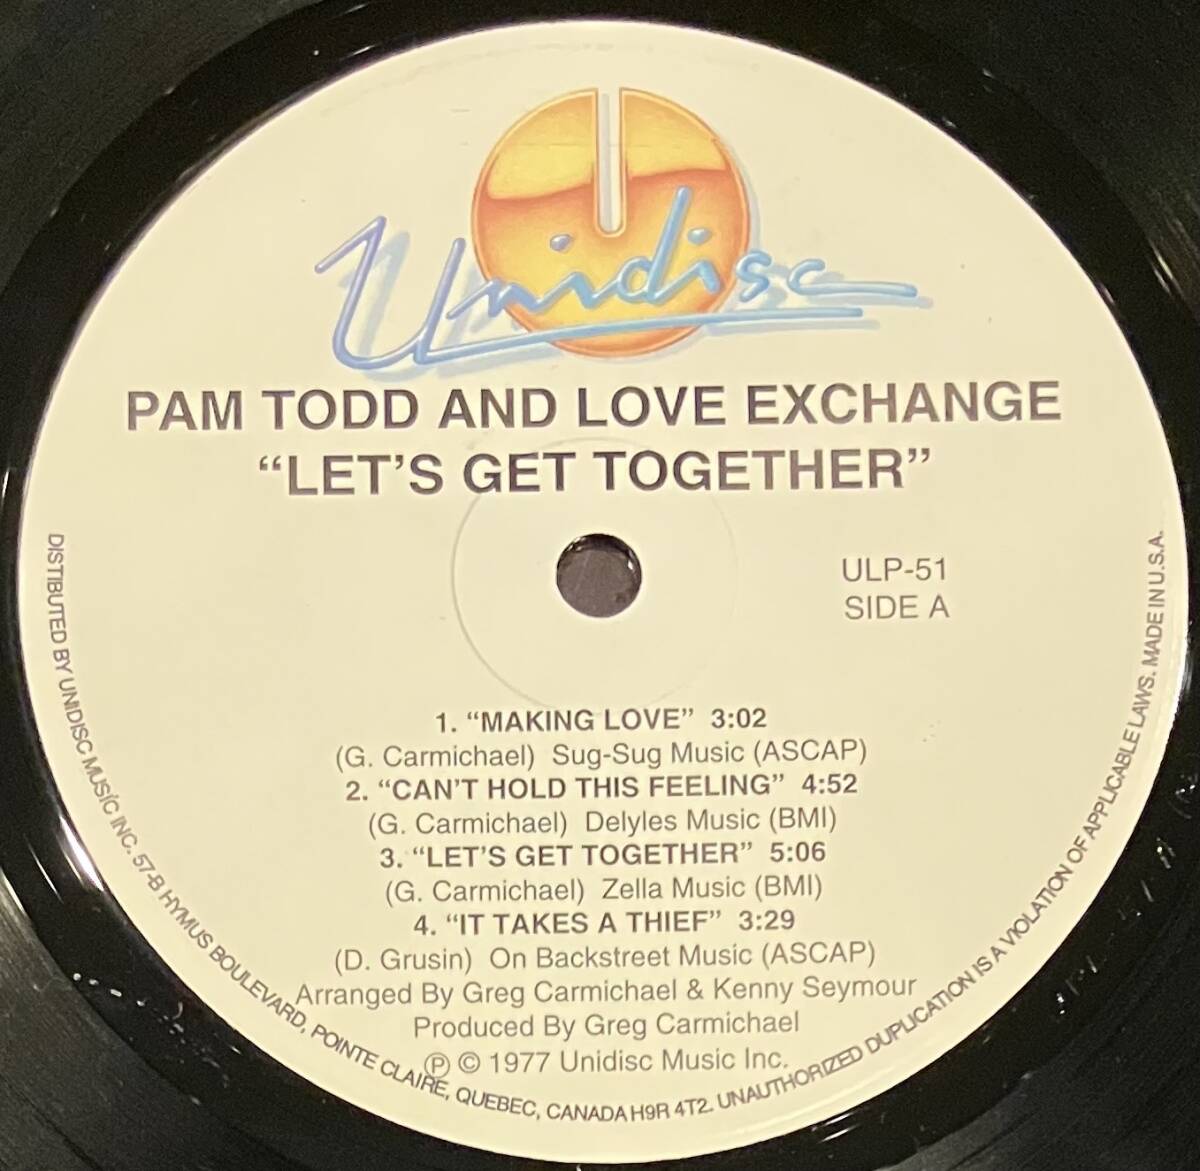 Unidisc
PAM TODD AND LOVE EXCHANGE
“LET’S GET TOGETHER”
ULP-51
SIDE A
1. “MAKING LOVE” 3:02
(G. Carmichael) Sug-Sug Music (ASCAP)
2. “CAN’T HOLD THIS FEELING” 4:52
(G. Carmichael) Delyles Music (BMI)
3. “LET’S GET TOGETHER” 5:06
(G. Carmichael) Zella Music (BMI)
4. “IT TAKES A THIEF” 3:29
(D. Grusin) On Backstreet Music (ASCAP)
Arranged By Greg Carmichael & Kenny Seymour
Produced By Greg Carmichael
℗ © 1977 Unidisc Music Inc.
DISTIBUTED BY UNIDISC MUSIC INC. 57-B HYMUS BOULEVARD, POINTE CLAIRE, QUEBEC, CANADA H9R 4T2. UNAUTHORIZED DUPLICATION IS A VIOLATION OF APPLICABLE LAWS. MADE IN U.S.A.